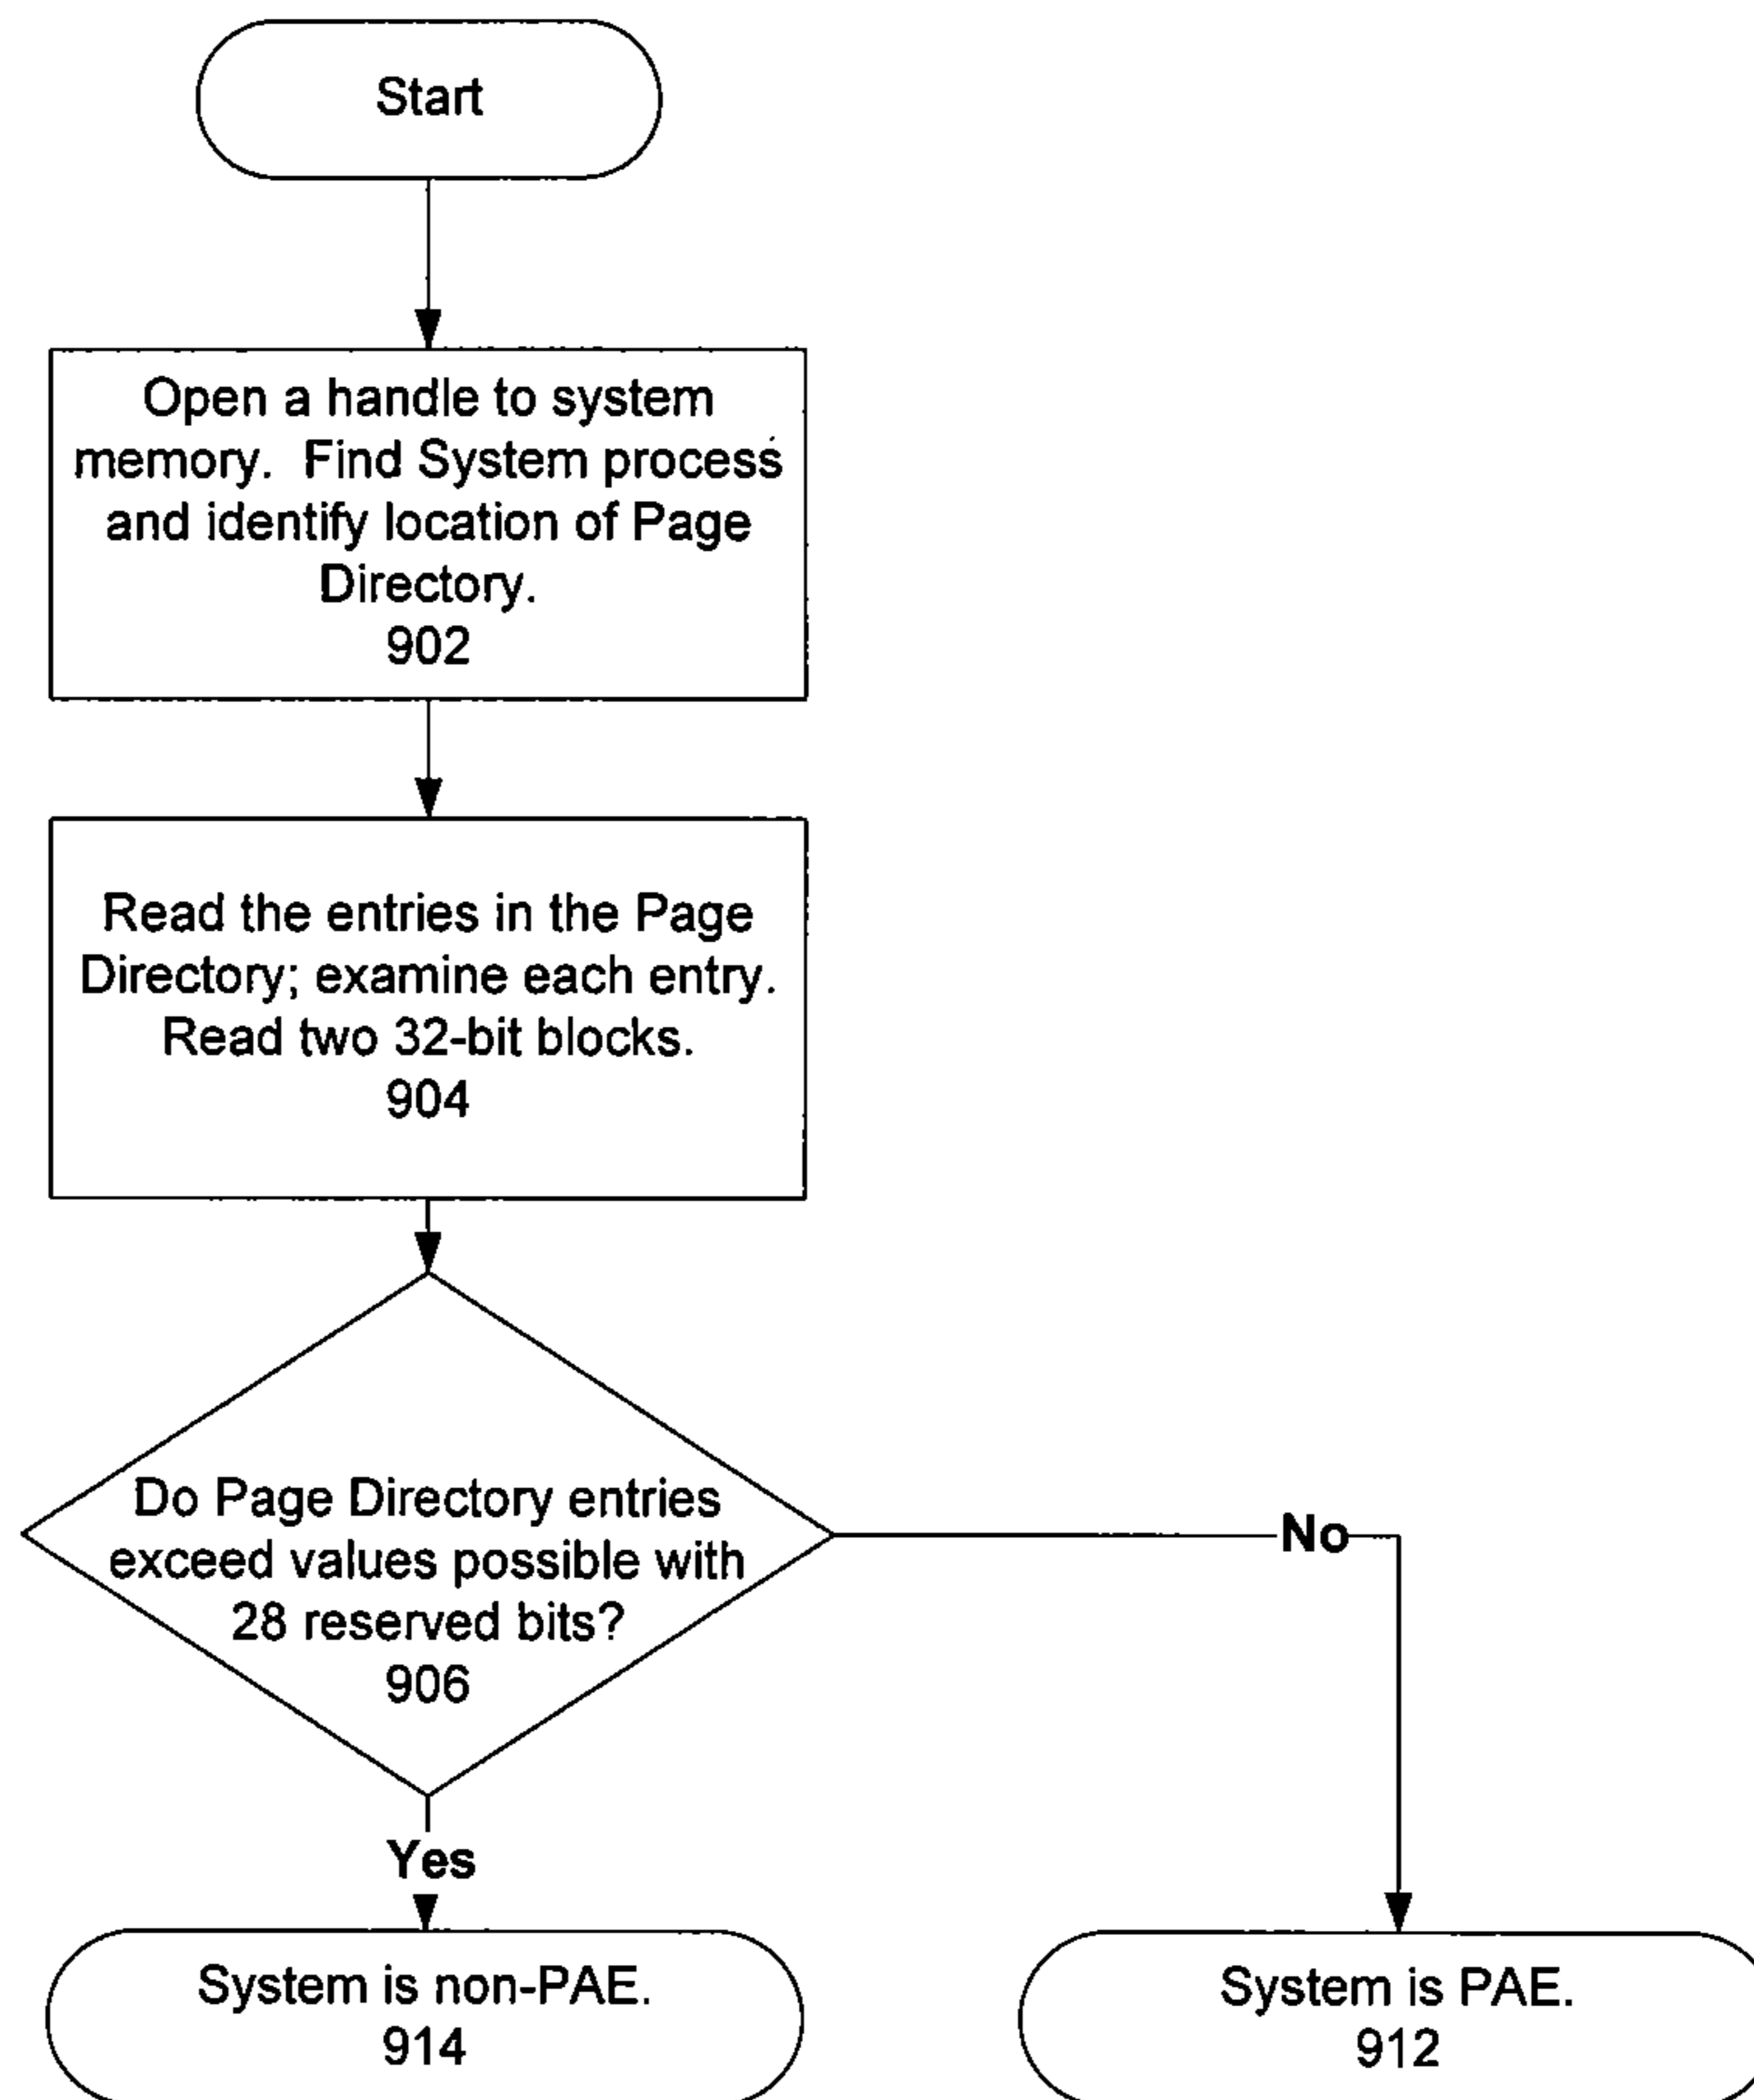 Start
Open a handle to system
memory. Find System process
and identify location of Page
Directory.
902
Read the entries in the Page
Directory; examine each entry.
Read two 32-bit blocks.
904
Do Page Directory entries
exceed values possible with
28 reserved bits?
906
No
Yes
System is non-PAE.
914
System is PAE.
912